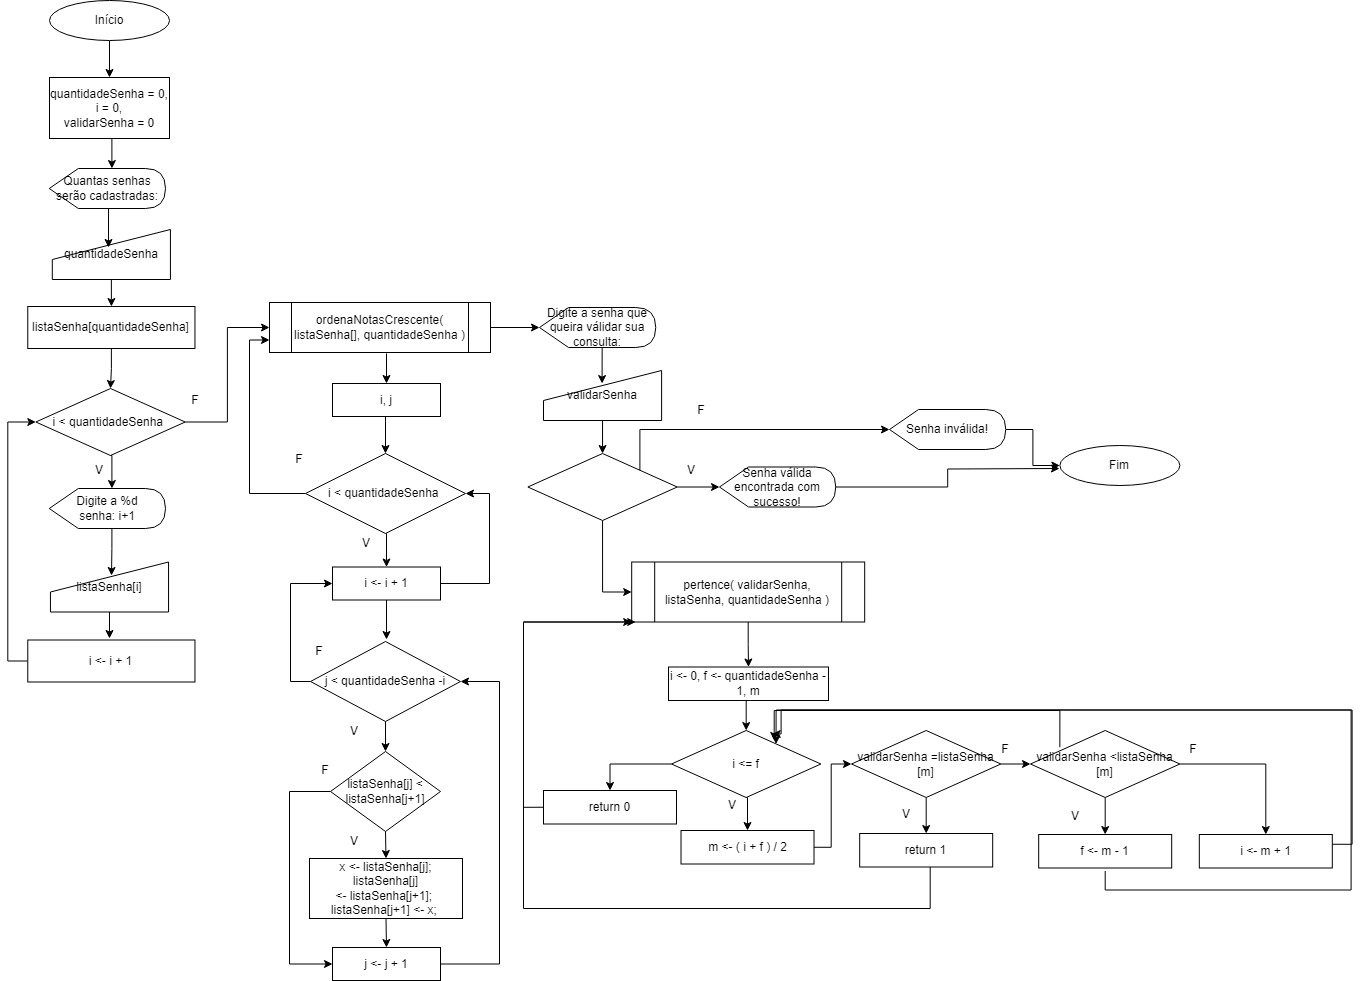 Início
quantidadeSenha = 0,
i = 0,
validarSenha = 0
Quantas senhas
serão cadastradas:
quantidadeSenha
listaSenha[quantidadeSenha]
i < quantidadeSenha
F
V
Digite a %d
senha: i+1
listaSenha[i]
i <- i + 1
ordenaNotasCrescente(
listaSenha[], quantidadeSenha )
i, j
i < quantidadeSenha
F
V
i <- i + 1
F
j < quantidadeSenha -i
V
F
listaSenha[j] <
listaSenha[j+1]
V
x <- listaSenha[j];
listaSenha[j]
<- listaSenha[j+1];
listaSenha[j+1] <- x;
j <- j + 1
Digite a senha que
queira válidar sua
consulta:
validarSenha
F
Senha inválida!
V
Senha valida
encontrada com
sucesso!
Fim
pertence( validarSenha,
listaSenha, quantidadeSenha )
i <- 0, f <- quantidadeSenha -
1, m
i <= f
return 0
V
m <- ( i + f ) / 2
validarSenha =listaSenha
[m]
F
V
return 1
validarSenha <listaSenha
[m]
F
V
f <- m - 1
i <- m + 1